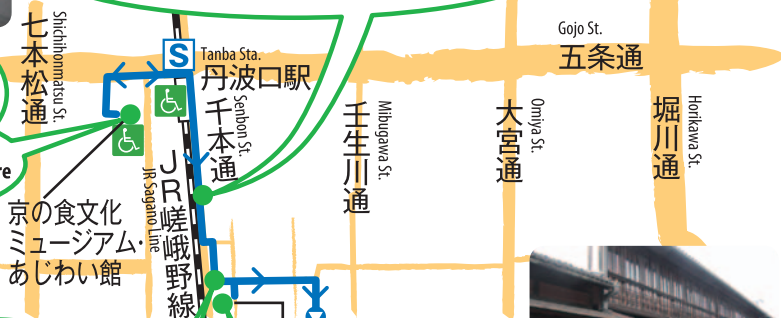 七本松通
Shichihonmatsu St.
S
Tanba Sta.
丹波口駅
千本通
Senbon St.
Gojo St.
五条通
壬生川通
Mibugawa St.
大宮通
Omiya St.
堀川通
Horikawa St.
JR嵯峨野線
JR Sagano Line
re
京の食文化
ミュージアム・
あじわい館